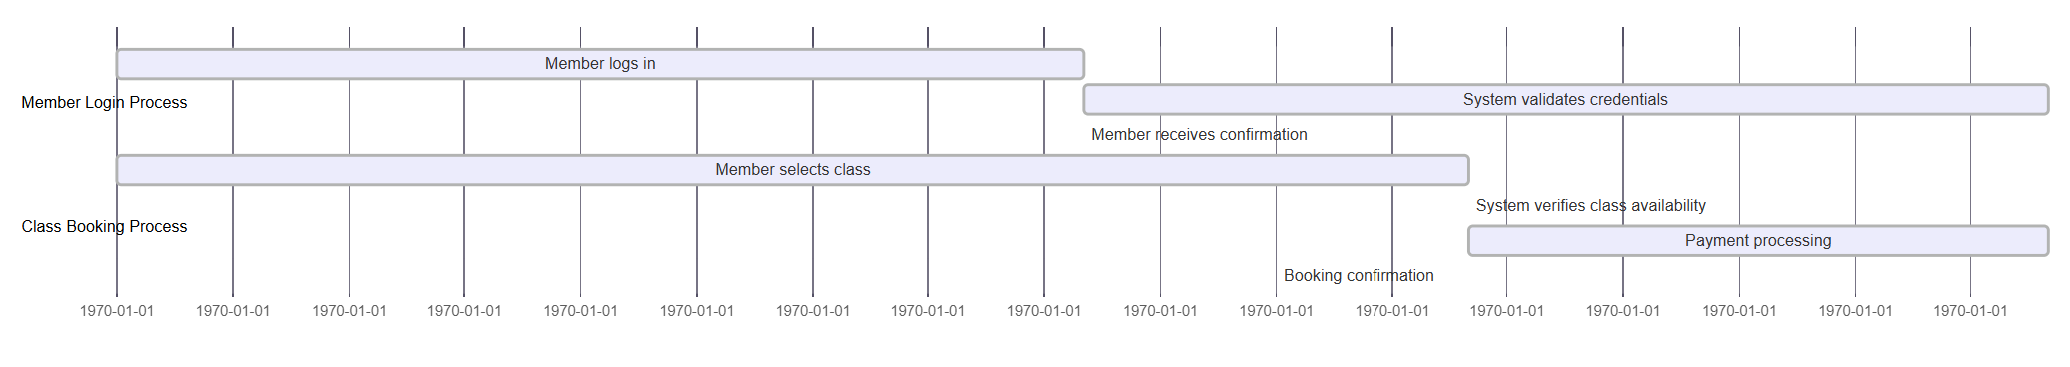 Member logs in
Member Login Process
System validates credentials
Member receives confirmation
Member selects class
System verifies class availability
Class Booking Process
Payment processing
Booking confirmation
1970-01-01 1970-01-01 1970-01-01 1970-01-01 1970-01-01 1970-01-01 1970-01-01 1970-01-01 1970-01-01 1970-01-01 1970-01-01 1970-01-01 1970-01-01 1970-01-01 1970-01-01 1970-01-01 1970-01-01